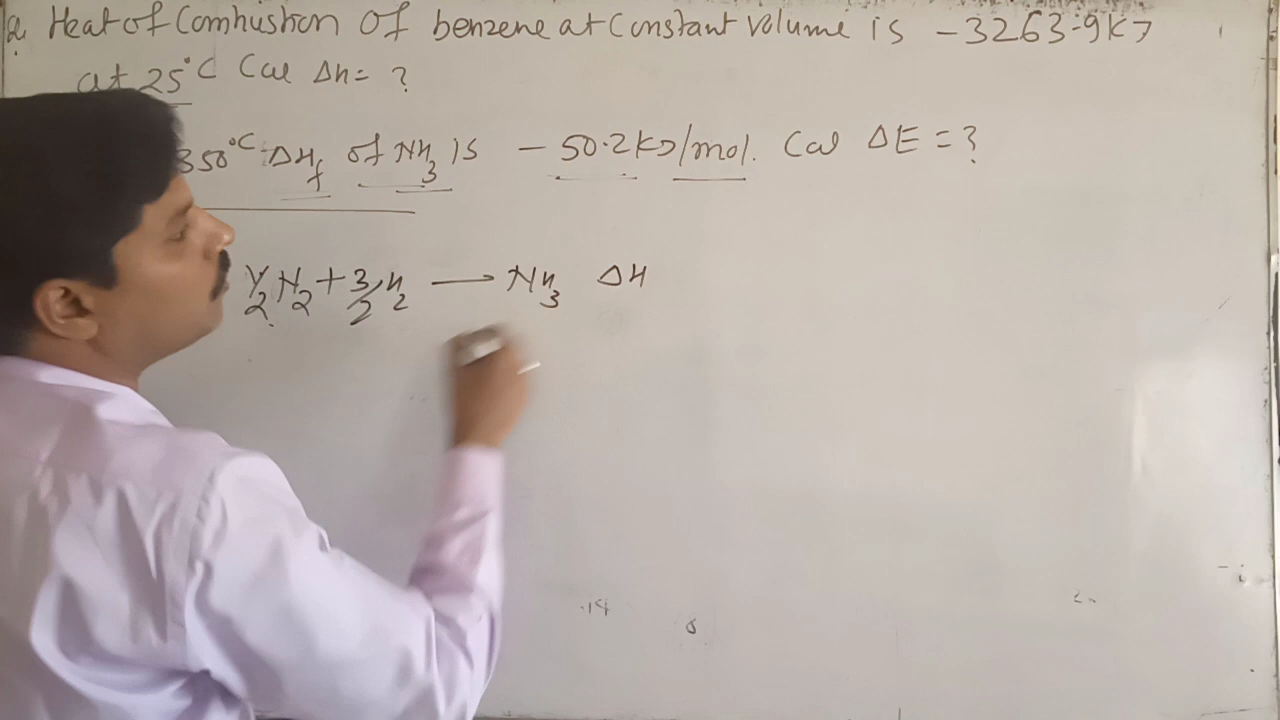 Q. Heat of Combustion Of benzene at Constant Volume is -3263.9KJ
at 25°C Cal Δh= ?
350°C ΔHf of Nh3 is -50.2KJ/mol. Cal ΔE = ?
1/2 N2 + 3/2 h2 → Nh3 ΔH